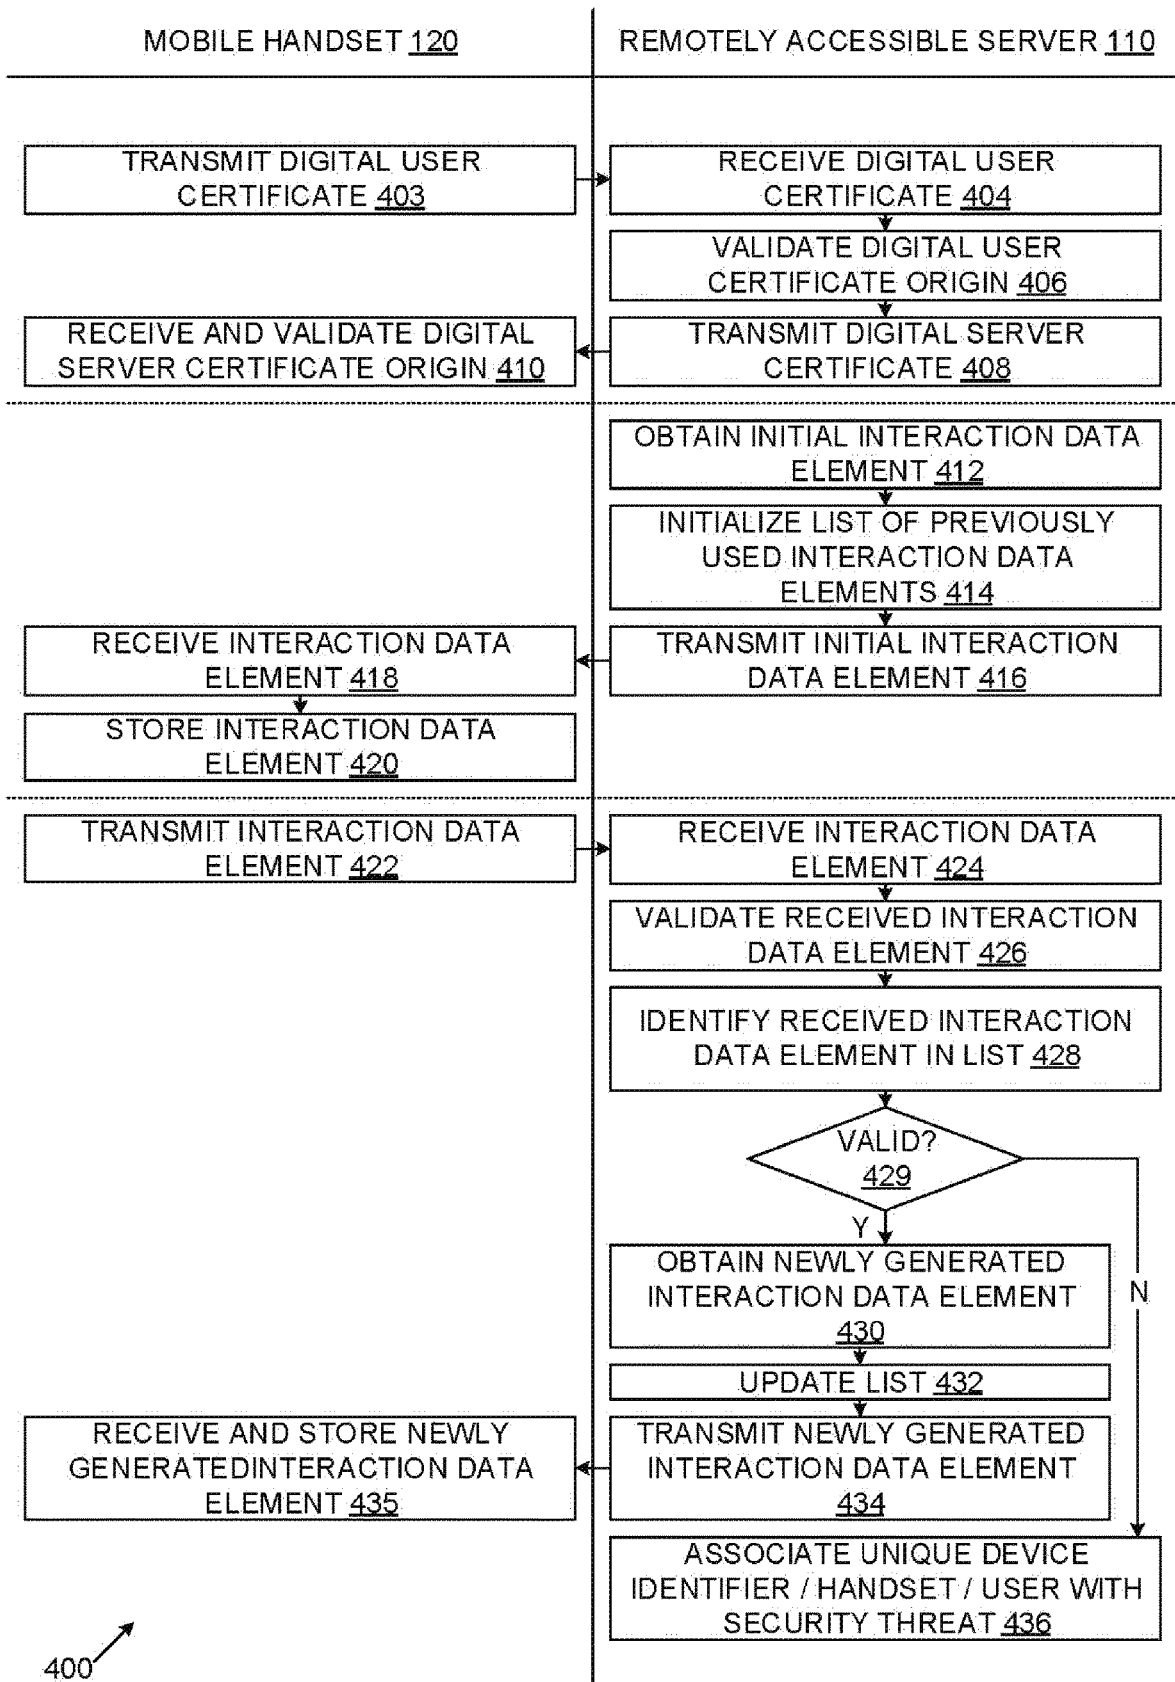 MOBILE HANDSET 120
REMOTELY ACCESSIBLE SERVER 110
TRANSMIT DIGITAL USER
CERTIFICATE 403
RECEIVE DIGITAL USER
CERTIFICATE 404
VALIDATE DIGITAL USER
CERTIFICATE ORIGIN 406
RECEIVE AND VALIDATE DIGITAL
SERVER CERTIFICATE ORIGIN 410
TRANSMIT DIGITAL SERVER
CERTIFICATE 408
OBTAIN INITIAL INTERACTION DATA
ELEMENT 412
INITIALIZE LIST OF PREVIOUSLY
USED INTERACTION DATA
ELEMENTS 414
RECEIVE INTERACTION DATA
ELEMENT 418
TRANSMIT INITIAL INTERACTION
DATA ELEMENT 416
STORE INTERACTION DATA
ELEMENT 420
TRANSMIT INTERACTION DATA
ELEMENT 422
RECEIVE INTERACTION DATA
ELEMENT 424
VALIDATE RECEIVED INTERACTION
DATA ELEMENT 426
IDENTIFY RECEIVED INTERACTION
DATA ELEMENT IN LIST 428
VALID?
429
Y
N
OBTAIN NEWLY GENERATED
INTERACTION DATA ELEMENT
430
UPDATE LIST 432
RECEIVE AND STORE NEWLY
GENERATEDINTERACTION DATA
ELEMENT 435
TRANSMIT NEWLY GENERATED
INTERACTION DATA ELEMENT
434
ASSOCIATE UNIQUE DEVICE
IDENTIFIER / HANDSET / USER WITH
SECURITY THREAT 436
400